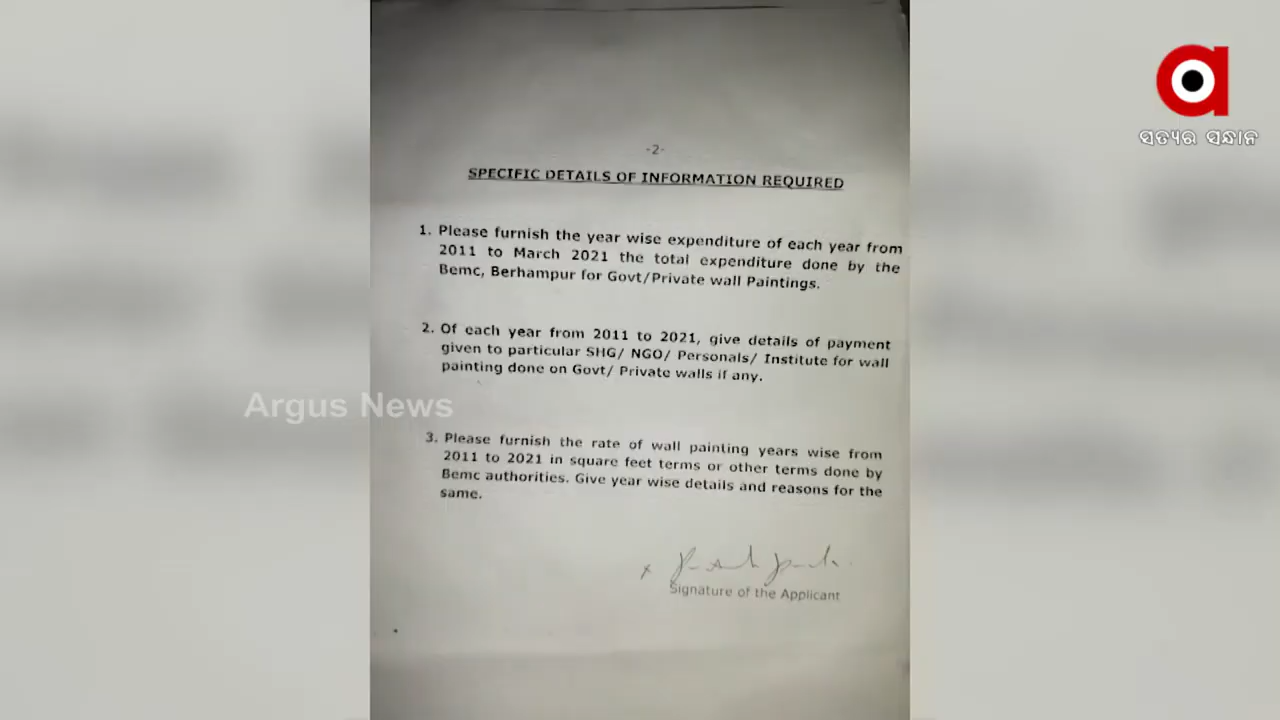 ସତ୍ୟର ସନ୍ଧାନ
-2-
SPECIFIC DETAILS OF INFORMATION REQUIRED
1. Please furnish the year wise expenditure of each year from
2011 to March 2021 the total expenditure done by the
Bemc, Berhampur for Govt/Private wall Paintings.
2. Of each year from 2011 to 2021, give details of payment
given to particular SHG/ NGO/ Personals/ Institute for wall
painting done on Govt/ Private walls if any.
Argus News
3. Please furnish the rate of wall painting years wise from
2011 to 2021 in square feet terms or other terms done by
Bemc authorities. Give year wise details and reasons for the
same.
x
Signature of the Applicant